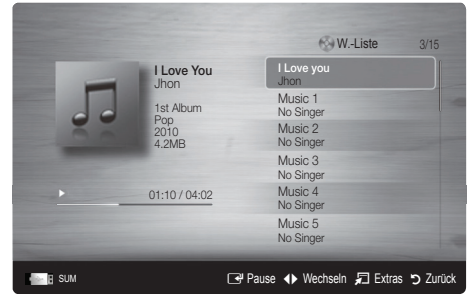 W.-Liste 3/15
I Love You
Jhon
1st Album
Pop
2010
4.2MB
01:10 / 04:02
I Love you
Jhon
Music 1
No Singer
Music 2
No Singer
Music 3
No Singer
Music 4
No Singer
Music 5
No Singer
SUM Pause Wechseln Extras Zurück